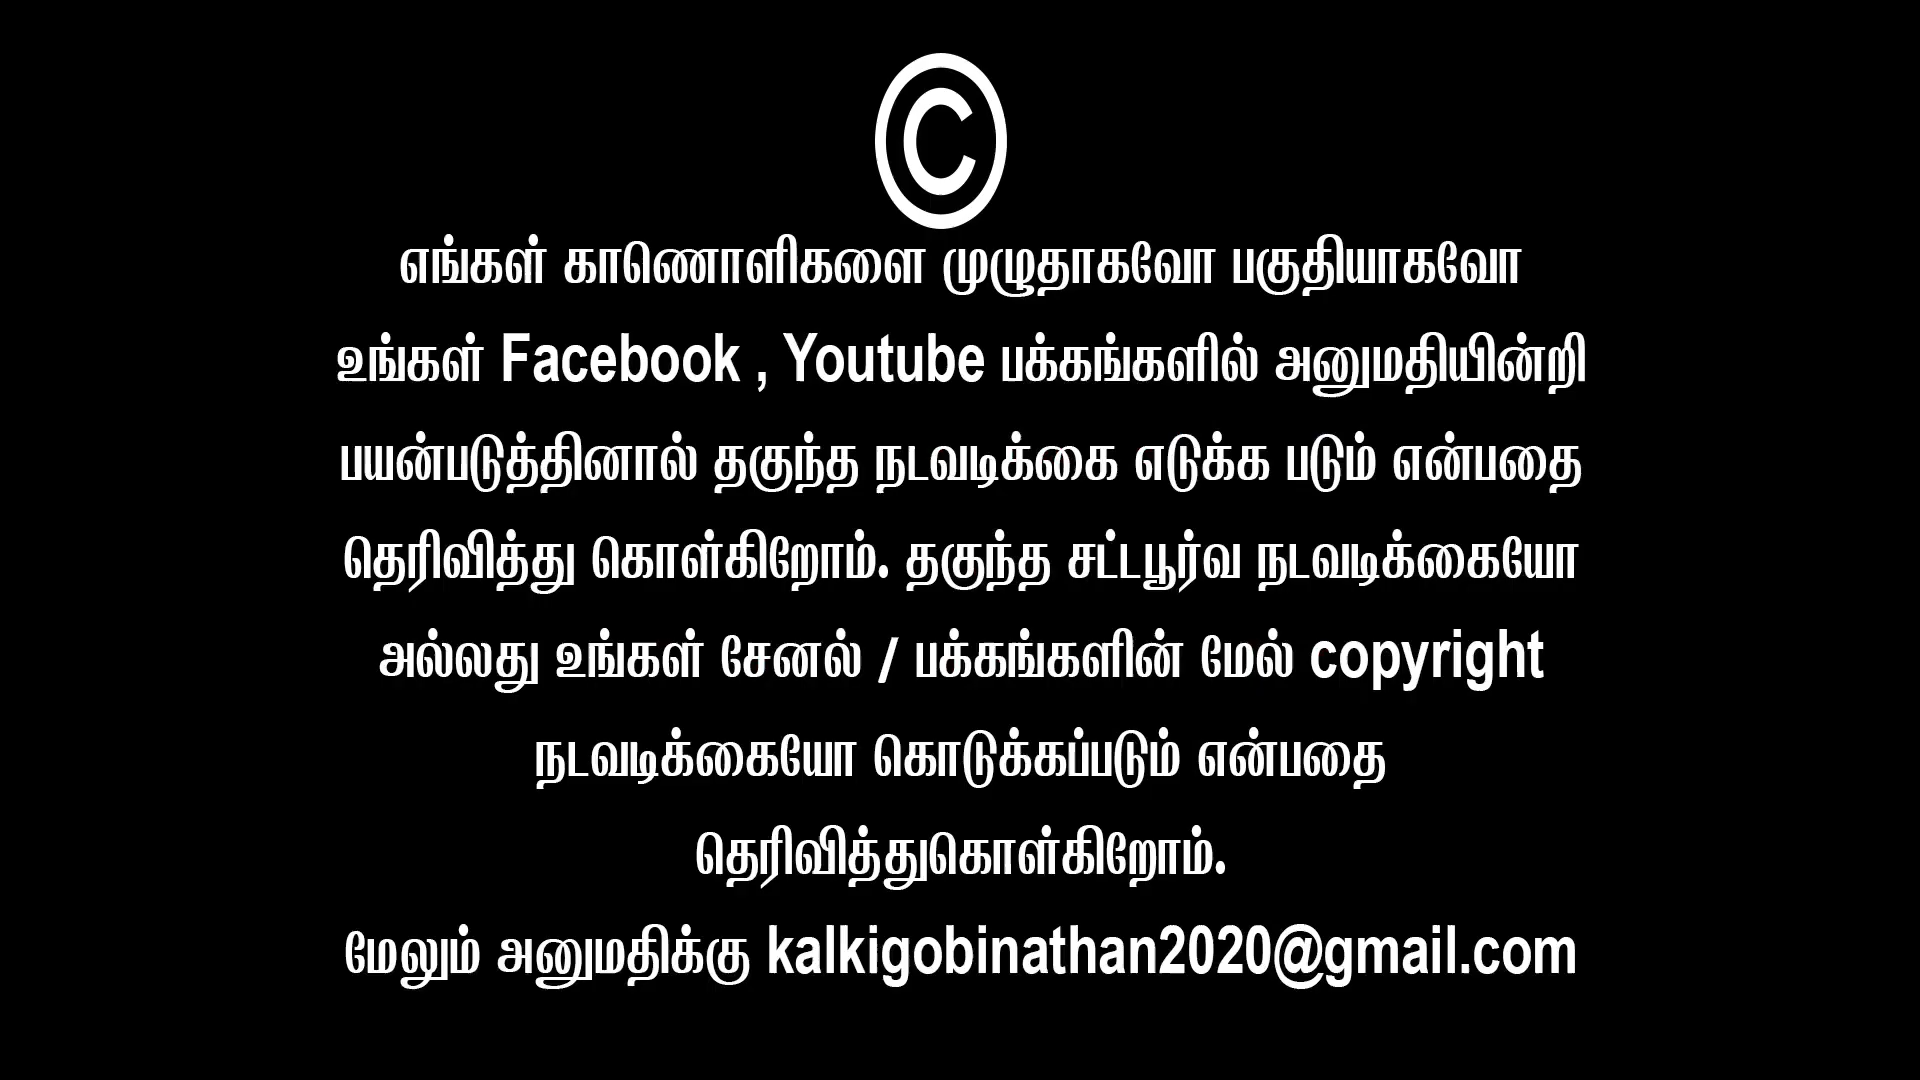 ©
எங்கள் காணொளிகளை முழுதாகவோ பகுதியாகவோ
உங்கள் Facebook , Youtube பக்கங்களில் அனுமதியின்றி
பயன்படுத்தினால் தகுந்த நடவடிக்கை எடுக்க படும் என்பதை
தெரிவித்து கொள்கிறோம். தகுந்த சட்டபூர்வ நடவடிக்கையோ
அல்லது உங்கள் சேனல் / பக்கங்களின் மேல் copyright
நடவடிக்கையோ கொடுக்கப்படும் என்பதை
தெரிவித்துகொள்கிறோம்.
மேலும் அனுமதிக்கு kalkigobinathan2020@gmail.com